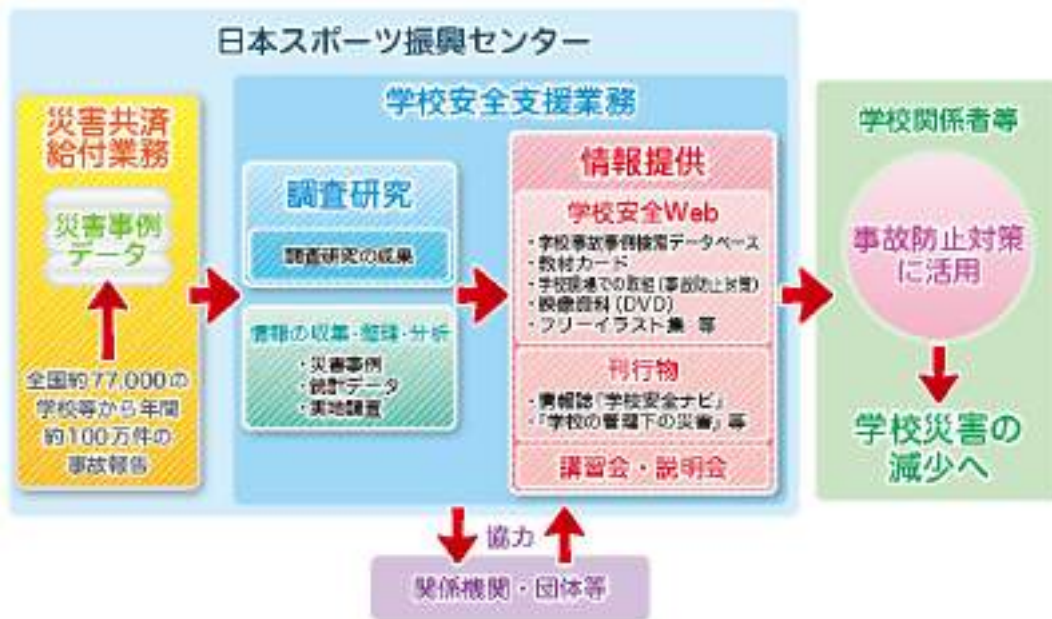 日本スポーツ振興センター
災害共済
給付業務
災害事例
データ
全国約77,000の
学校等から年間
約100万件の
事故報告
学校安全支援業務
調査研究
調査研究の成果
情報の収集・整理・分析
・災害事例
・統計データ
・実地調査
情報提供
学校安全Web
・学校事故事例検索データベース
・教材カード
・学校現場での取組(事故防止対策)
・映像資料(DVD)
・フリーイラスト集 等
刊行物
・情報誌「学校安全ナビ」
・「学校の管理下の災害」等
講習会・説明会
協力
関係機関・団体等
学校関係者等
事故防止対策
に活用
学校災害の
減少へ